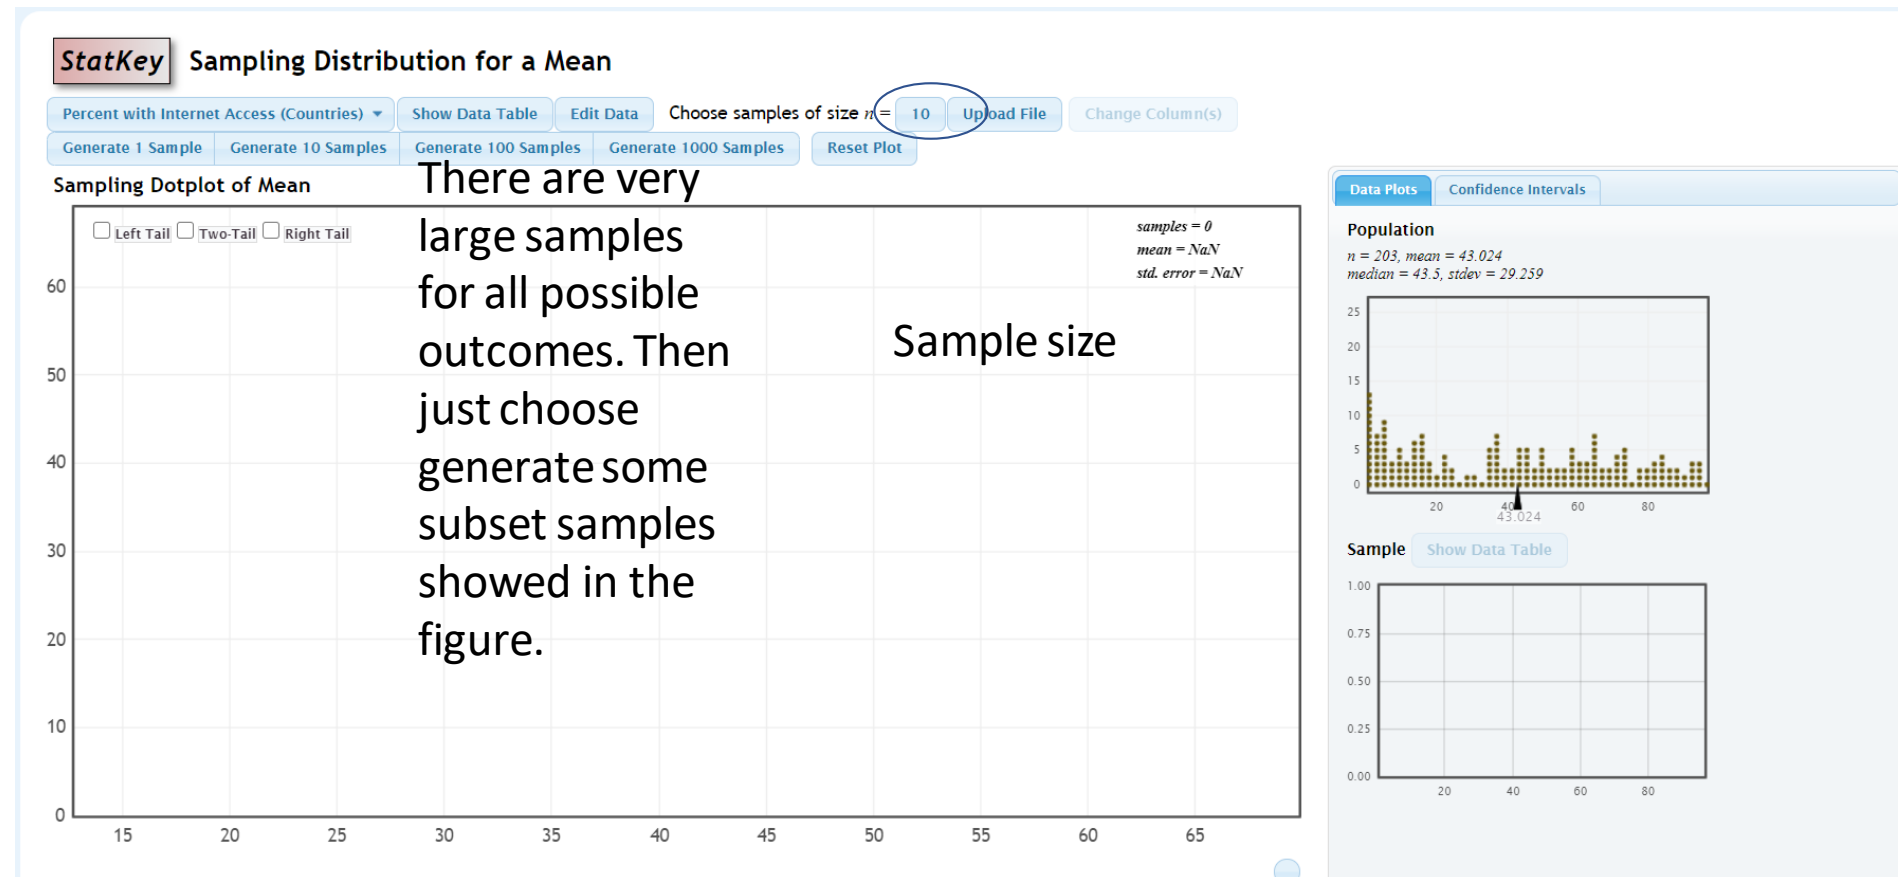 StatKey Sampling Distribution for a Mean
Percent with Internet Access (Countries) Show Data Table Edit Data Choose samples of size n = 10 Upload File Change Column(s)
Generate 1 Sample Generate 10 Samples Generate 100 Samples Generate 1000 Samples Reset Plot
Sampling Dotplot of Mean
Left Tail Two-Tail Right Tail
samples = 0
mean = NaN
std. error = NaN
60
50
40
30
20
10
0
15 20 25 30 35 40 45 50 55 60 65
There are very
large samples
for all possible
outcomes. Then
just choose
generate some
subset samples
showed in the
figure.
Sample size
Data Plots Confidence Intervals
Population
n = 203, mean = 43.024
median = 43.5, stdev = 29.259
25
20
15
10
5
0
20 40 60 80
43.024
Sample Show Data Table
1.00
0.75
0.50
0.25
0.00
20 40 60 80